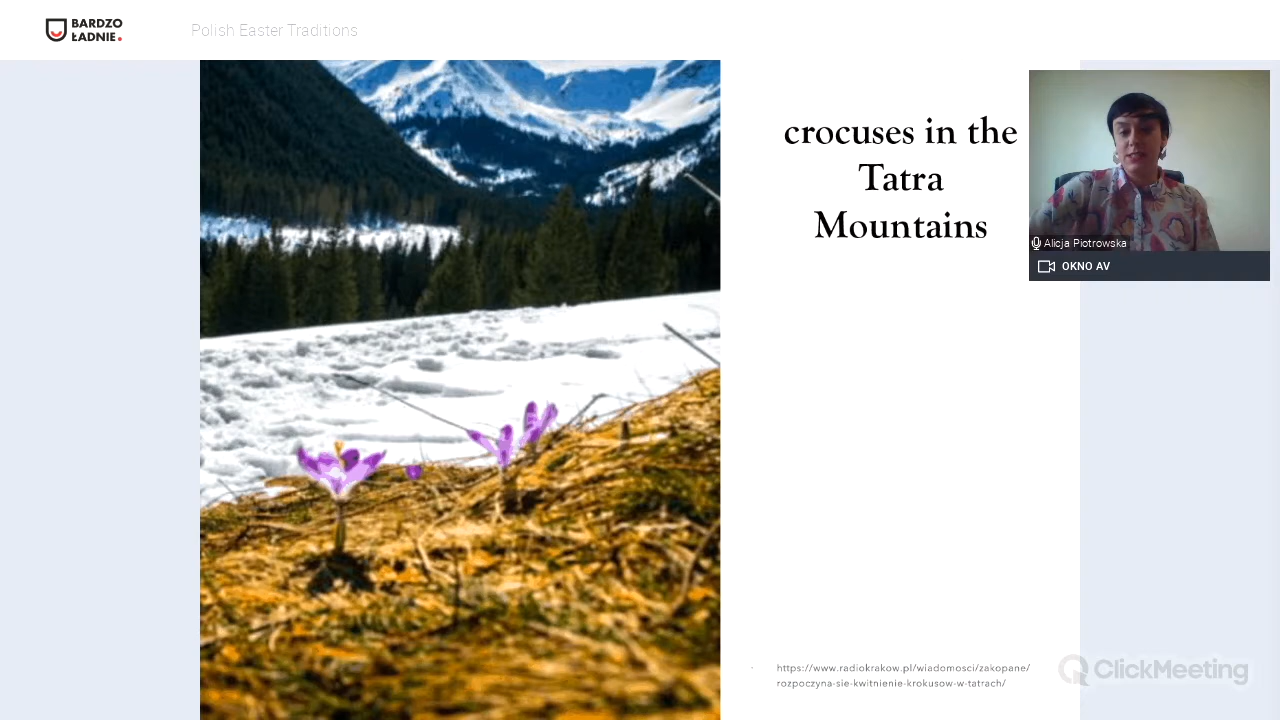 BARDZO
ŁADNIE.
Polish Easter Traditions
crocuses in the
Tatra
Mountains
Alicja Piotrowska
OKNO AV
https://www.radiokrakow.pl/wiadomosci/zakopane/
rozpoczyna-sie-kwitnienie-krokusow-w-tatrach/
ClickMeeting